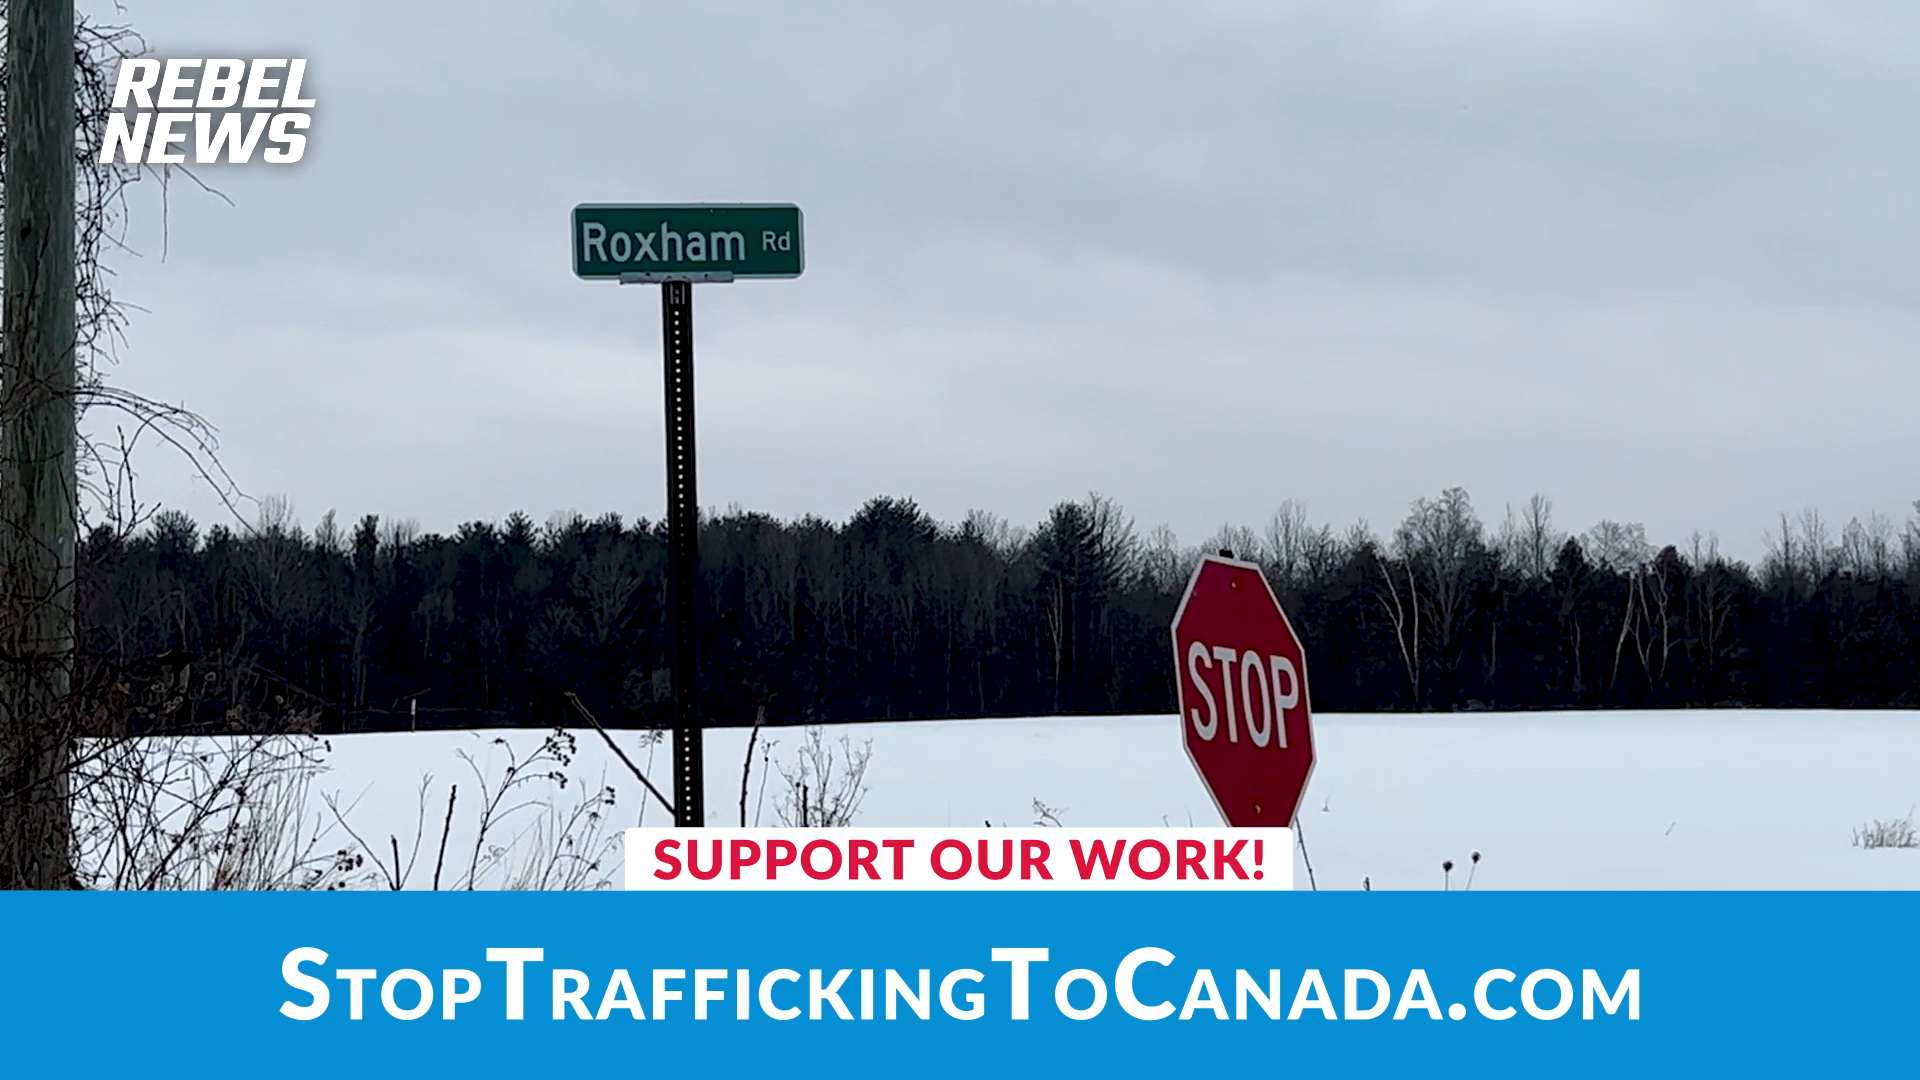 REBEL
NEWS
Roxham Rd
STOP
SUPPORT OUR WORK!
StopTraffickingToCanada.com